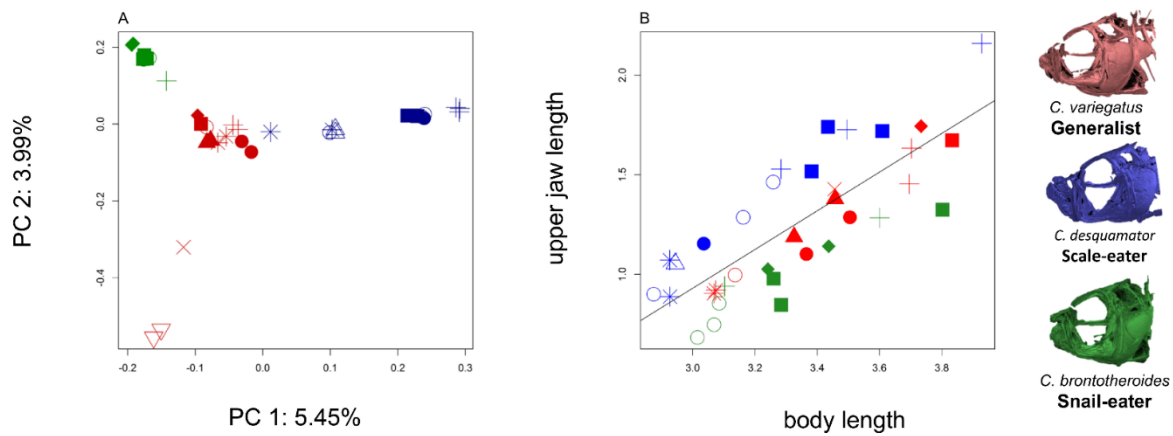 A
PC 2: 3.99%
0.2
0.0
-0.2
-0.4
-0.2
-0.1
0.0
0.1
0.2
0.3
PC 1: 5.45%
B
upper jaw length
2.0
1.5
1.0
3.0
3.2
3.4
3.6
3.8
body length
C. variegatus
Generalist
C. desquamator
Scale-eater
C. brontotheroides
Snail-eater